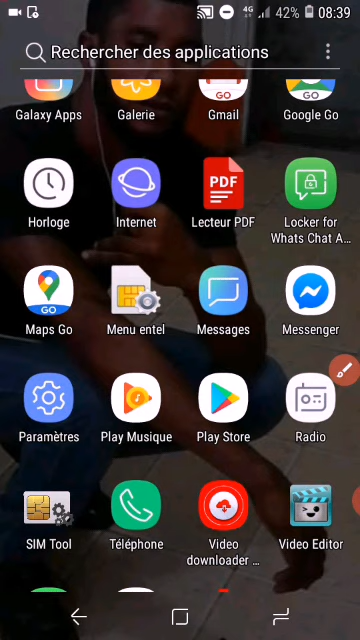 4G 42% 08:39
Rechercher des applications
Galaxy Apps Galerie Gmail Google Go
GO
Horloge Internet Lecteur PDF Locker for
Whats Chat A...
PDF
GO
Maps Go Menu entel Messages Messenger
Paramètres Play Musique Play Store Radio
SIM Tool Téléphone Video Video Editor
downloader ...